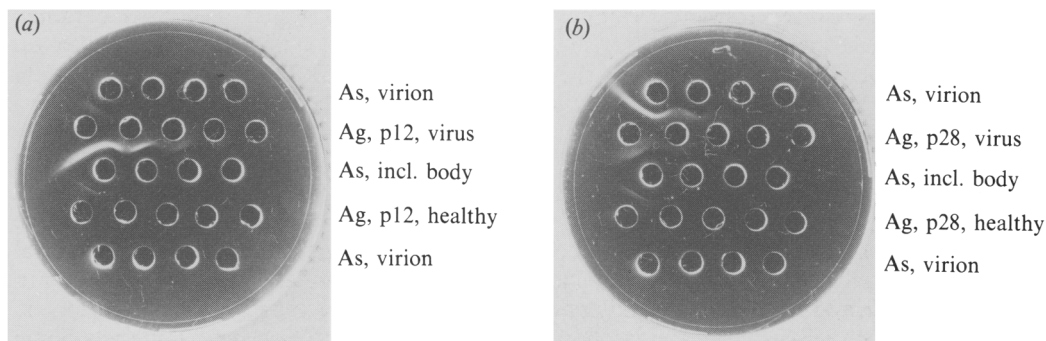 (a)
As, virion
Ag, p12, virus
As, incl. body
Ag, p12, healthy
As, virion
(b)
As, virion
Ag, p28, virus
As, incl. body
Ag, p28, healthy
As, virion